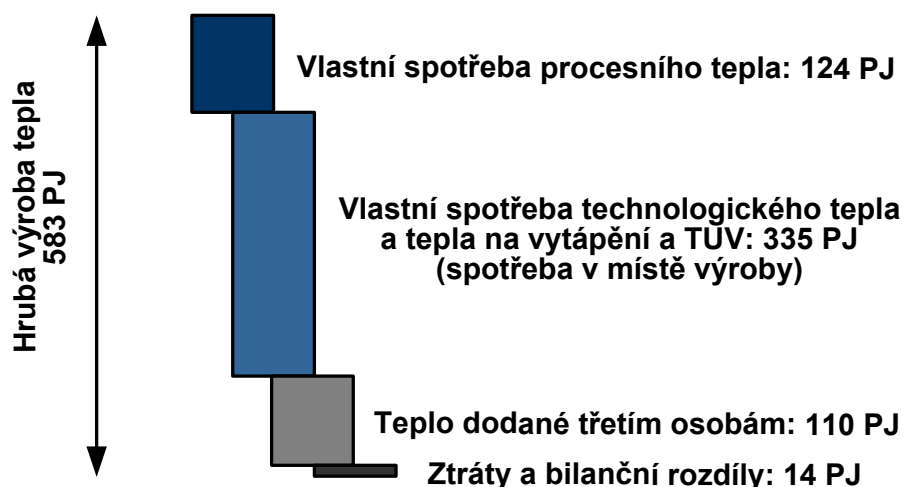 Hrubá výroba tepla
583 PJ
Vlastní spotřeba procesního tepla: 124 PJ
Vlastní spotřeba technologického tepla
a tepla na vytápění a TUV: 335 PJ
(spotřeba v místě výroby)
Teplo dodané třetím osobám: 110 PJ
Ztráty a bilanční rozdíly: 14 PJ